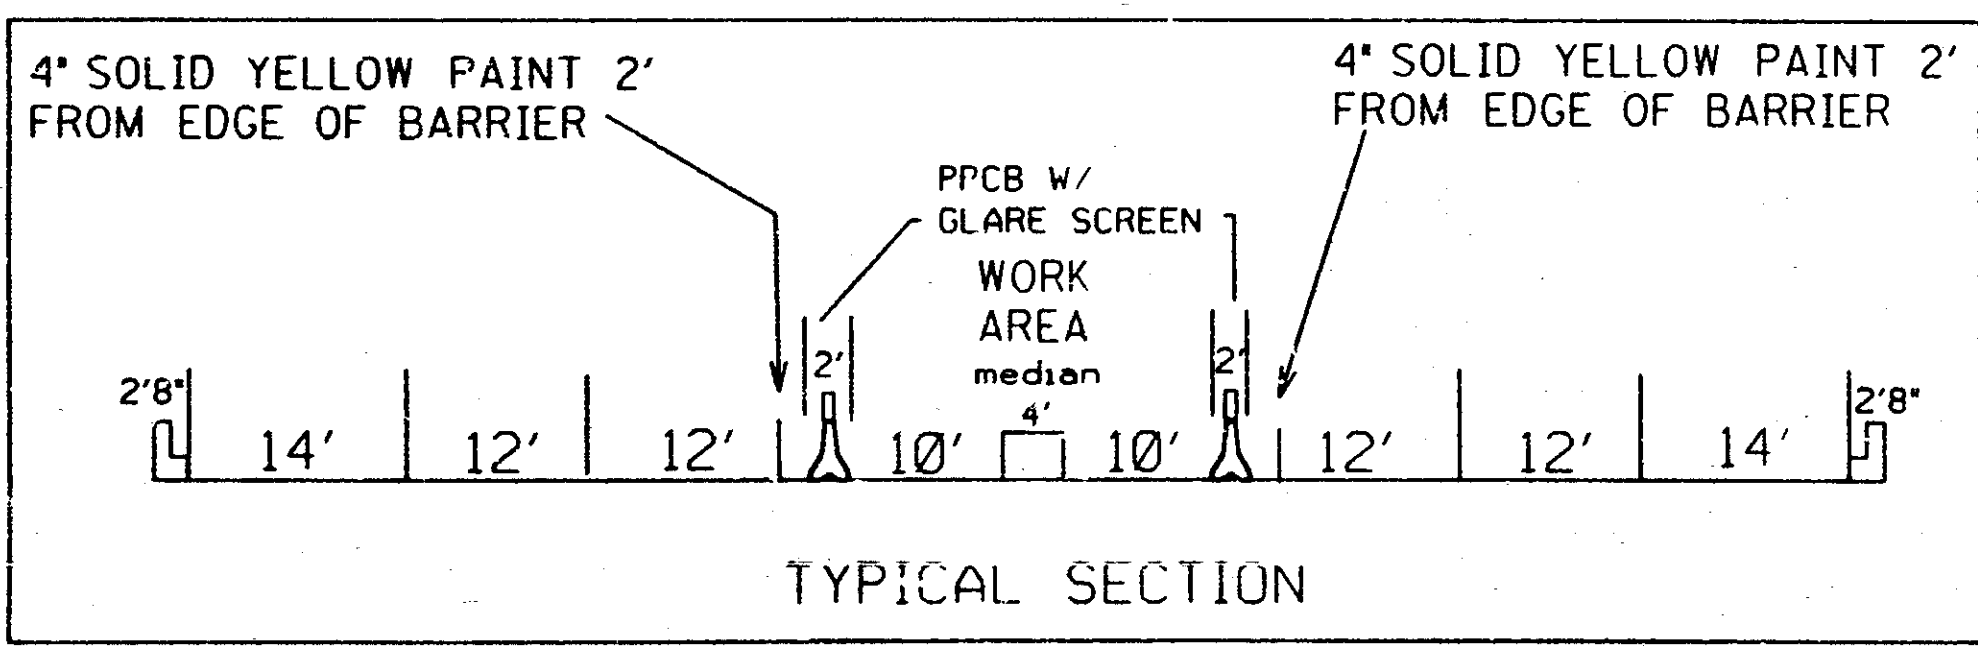 4" SOLID YELLOW PAINT 2'
FROM EDGE OF BARRIER
4" SOLID YELLOW PAINT 2'
FROM EDGE OF BARRIER
PPCB W/
GLARE SCREEN
WORK
AREA
median
2'8" 14' 12' 12' 2' 10' 4' 10' 2' 12' 12' 14' 2'8"
TYPICAL SECTION